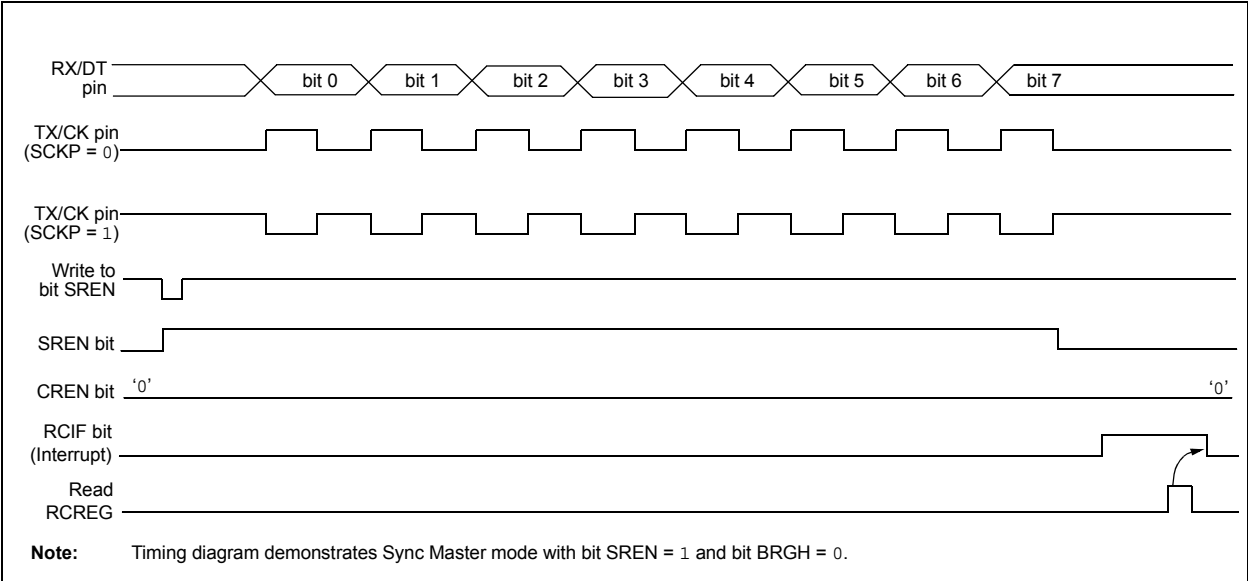 RX/DT
pin
bit 0 bit 1 bit 2 bit 3 bit 4 bit 5 bit 6 bit 7
TX/CK pin
(SCKP = 0)
TX/CK pin
(SCKP = 1)
Write to
bit SREN
SREN bit
CREN bit ‘0’ ‘0’
RCIF bit
(Interrupt)
Read
RCREG
Note: Timing diagram demonstrates Sync Master mode with bit SREN = 1 and bit BRGH = 0.